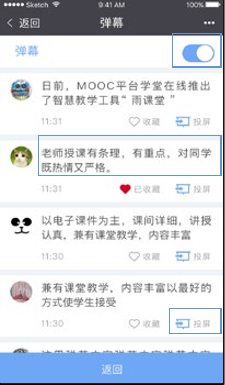 Sketch 9:41 AM 100%
返回 弹幕
弹幕
日前，MOOC平台学堂在线推出
了智慧教学工具“雨课堂”
11:31 收藏 投屏
老师授课有条理，有重点，对同学
既热情又严格。
11:31 已收藏 投屏
以电子课件为主，课间详细，讲授
认真，兼有课堂教学，内容丰富
11:30 收藏 投屏
兼有课堂教学，内容丰富以最好的
方式使学生接受
11:30 收藏 投屏
返回